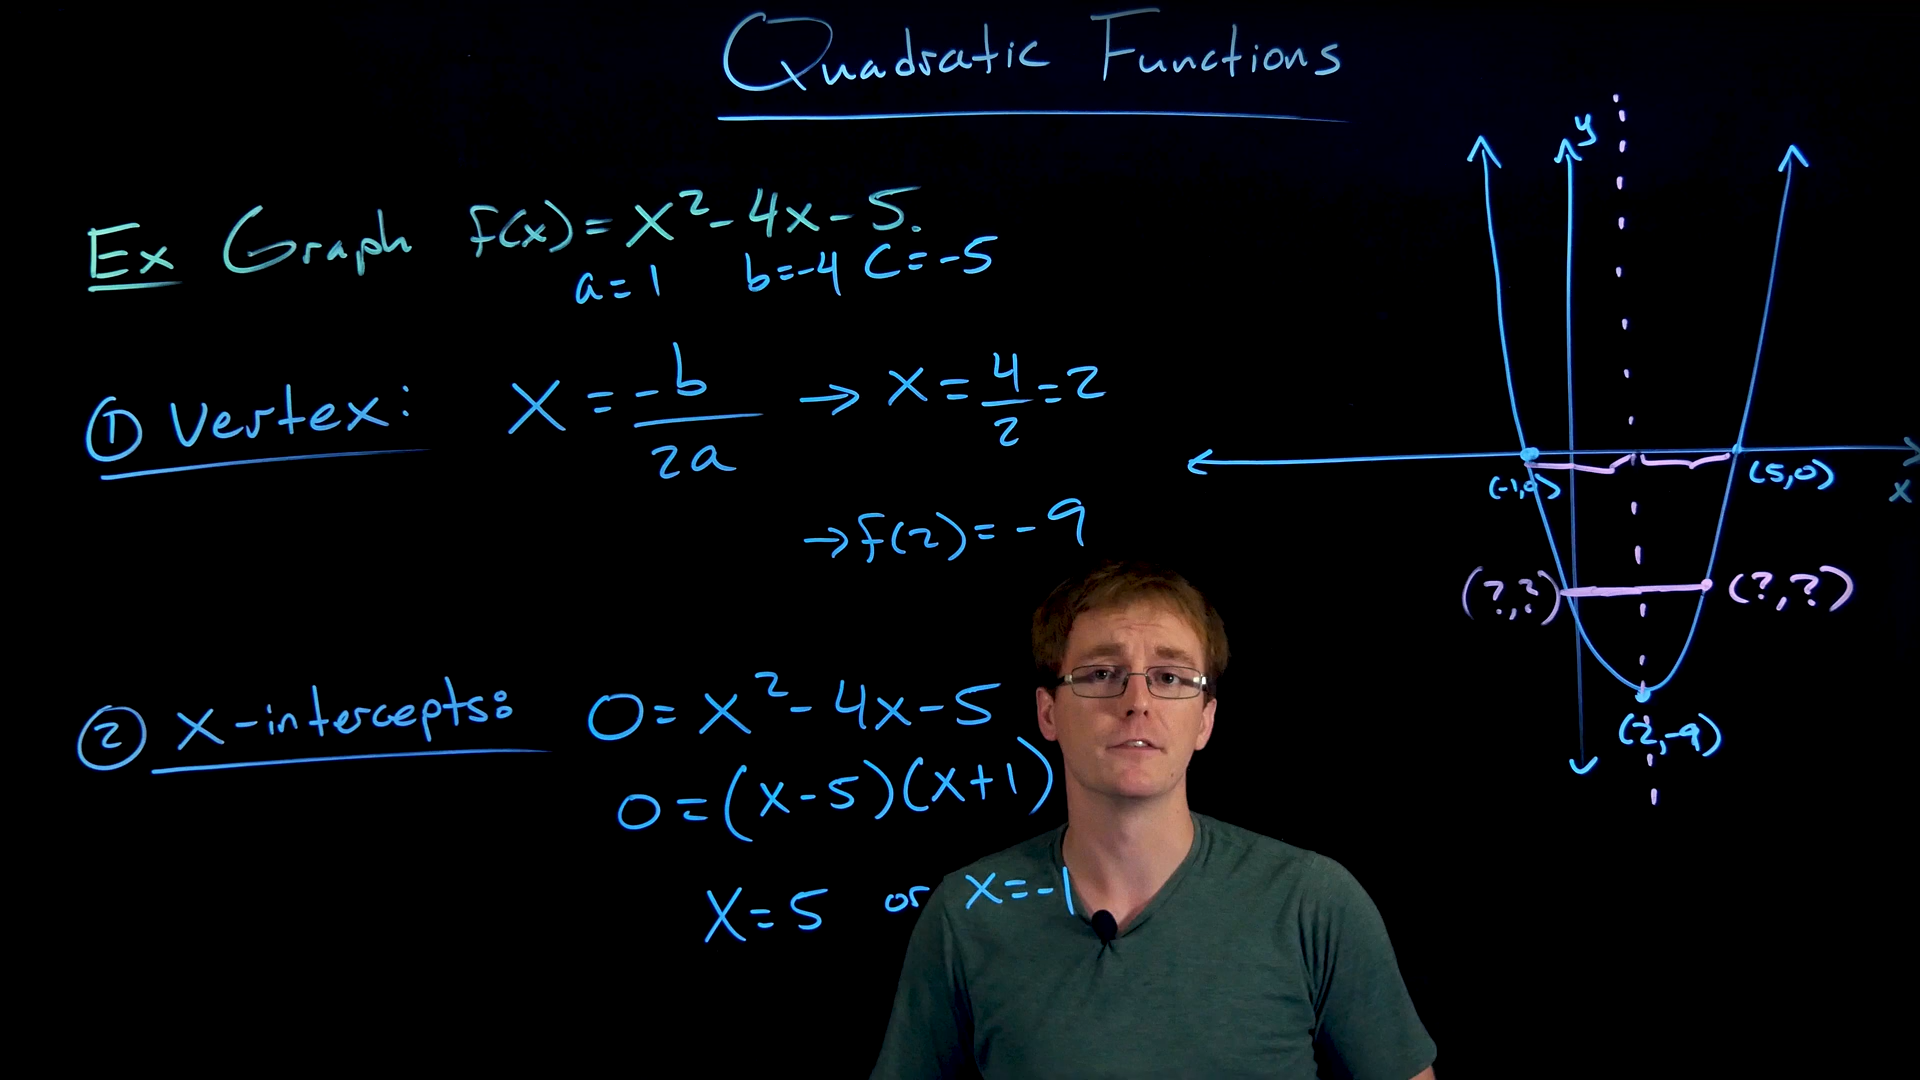 Quadratic Functions
Ex Graph f(x) = x² - 4x - 5.
a = 1 b = -4 c = -5
① Vertex: x = -b/2a → x = 4/2 = 2
→ f(2) = -9
② X-intercepts: 0 = x² - 4x - 5
0 = (x-5)(x+1)
x = 5 or x = -1
y
(-1,0)
(5,0)
x
(?,?)
(?,?)
(2,-9)